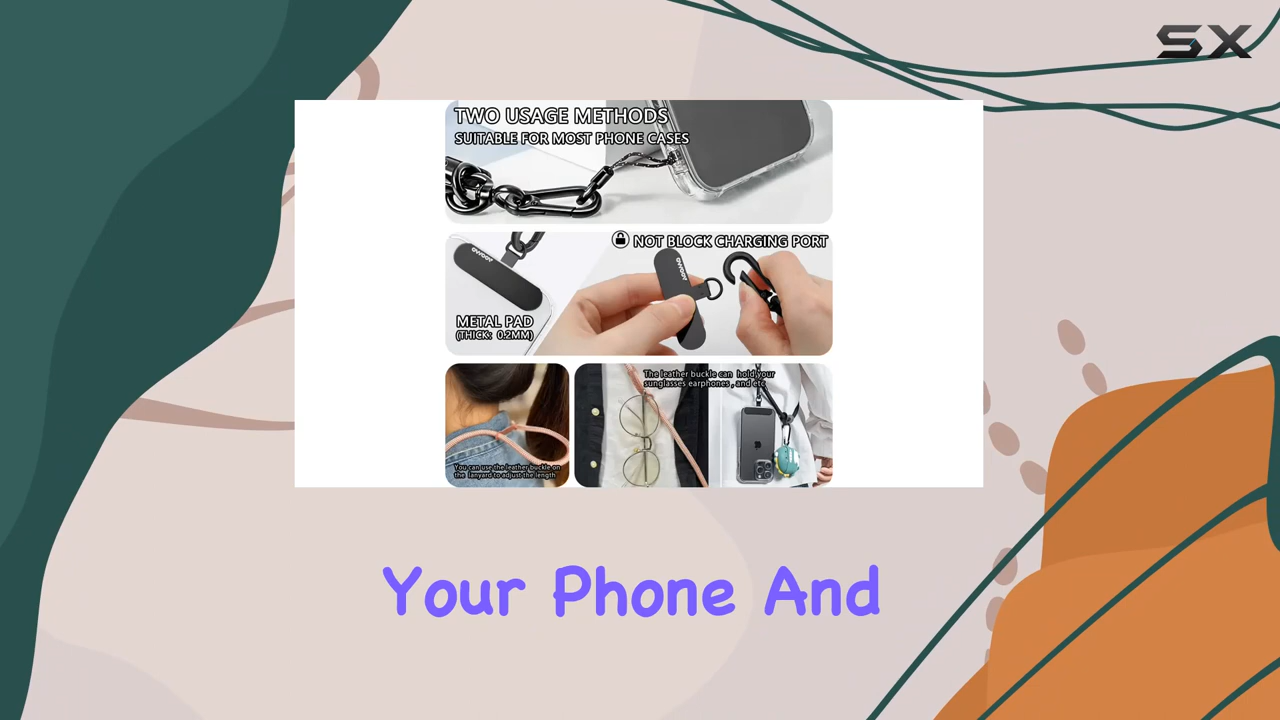 SX
TWO USAGE METHODS
SUITABLE FOR MOST PHONE CASES
NOT BLOCK CHARGING PORT
METAL PAD
(THICK: 0.2MM)
The leather buckle can hold your
sunglasses earphones , and etc
You can use the leather buckle on
the lanyard to adjust the length
Your Phone And